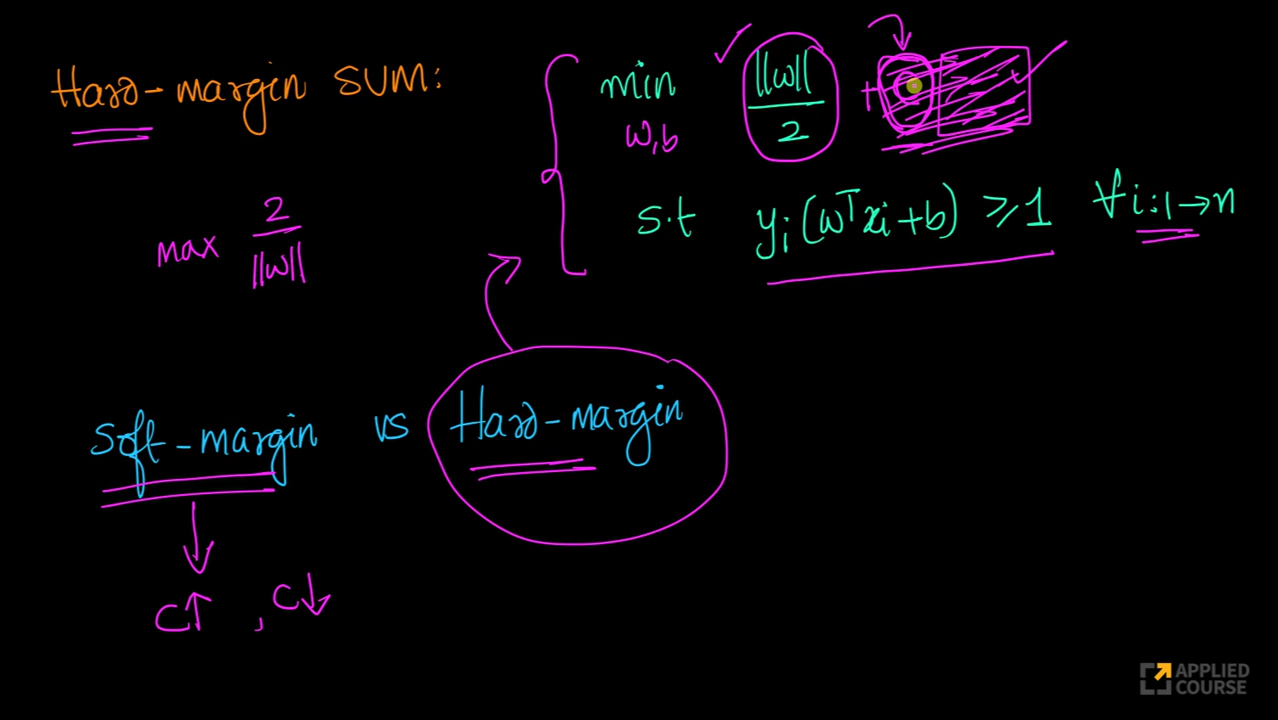 Hard-margin SVM:
min ||w||/2 +
w,b
s.t yi(wᵀxi+b) ≥ 1 ∀i:1→n
max 2/||w||
Soft-margin vs Hard-margin
C↑ , C↓
APPLIED
COURSE